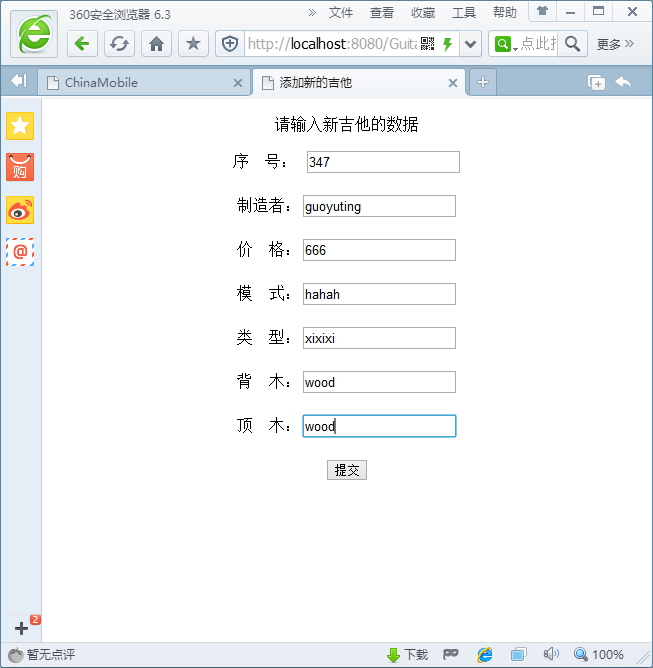 360安全浏览器 6.3
» 文件 查看 收藏 工具 帮助
http://localhost:8080/Guita
点此搜
更多 »
ChinaMobile
添加新的吉他
购
@
请输入新吉他的数据
序 号： 347
制造者： guoyuting
价 格： 666
模 式： hahah
类 型： xixixi
背 木： wood
顶 木： wood
提交
2
暂无点评
下载
100%